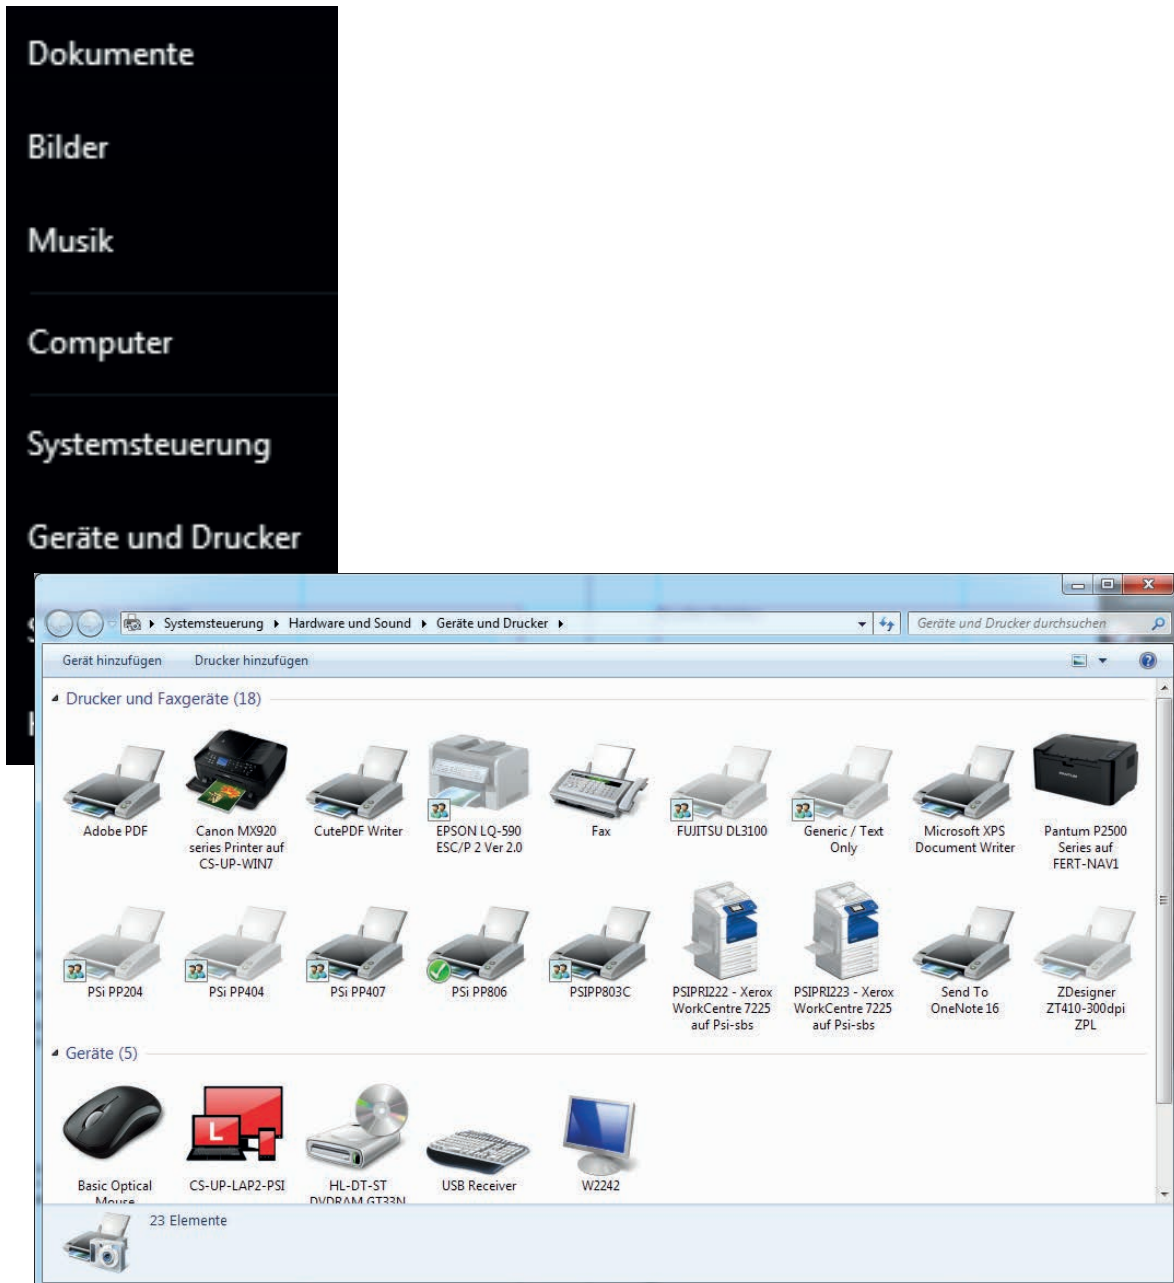 Dokumente
Bilder
Musik
Computer
Systemsteuerung
Geräte und Drucker
Systemsteuerung
Hardware und Sound
Geräte und Drucker
Geräte und Drucker durchsuchen
Gerät hinzufügen
Drucker hinzufügen
Drucker und Faxgeräte (18)
Adobe PDF
Canon MX920
series Printer auf
CS-UP-WIN7
CutePDF Writer
EPSON LQ-590
ESC/P 2 Ver 2.0
Fax
FUJITSU DL3100
Generic / Text
Only
Microsoft XPS
Document Writer
Pantum P2500
Series auf
FERT-NAV1
PSi PP204
PSi PP404
PSi PP407
PSi PP806
PSIPP803C
PSIPRI222 - Xerox
WorkCentre 7225
auf Psi-sbs
PSIPRI223 - Xerox
WorkCentre 7225
auf Psi-sbs
Send To
OneNote 16
ZDesigner
ZT410-300dpi
ZPL
Geräte (5)
Basic Optical
Mouse
L
CS-UP-LAP2-PSI
HL-DT-ST
DVDRAM GT33N
USB Receiver
W2242
23 Elemente